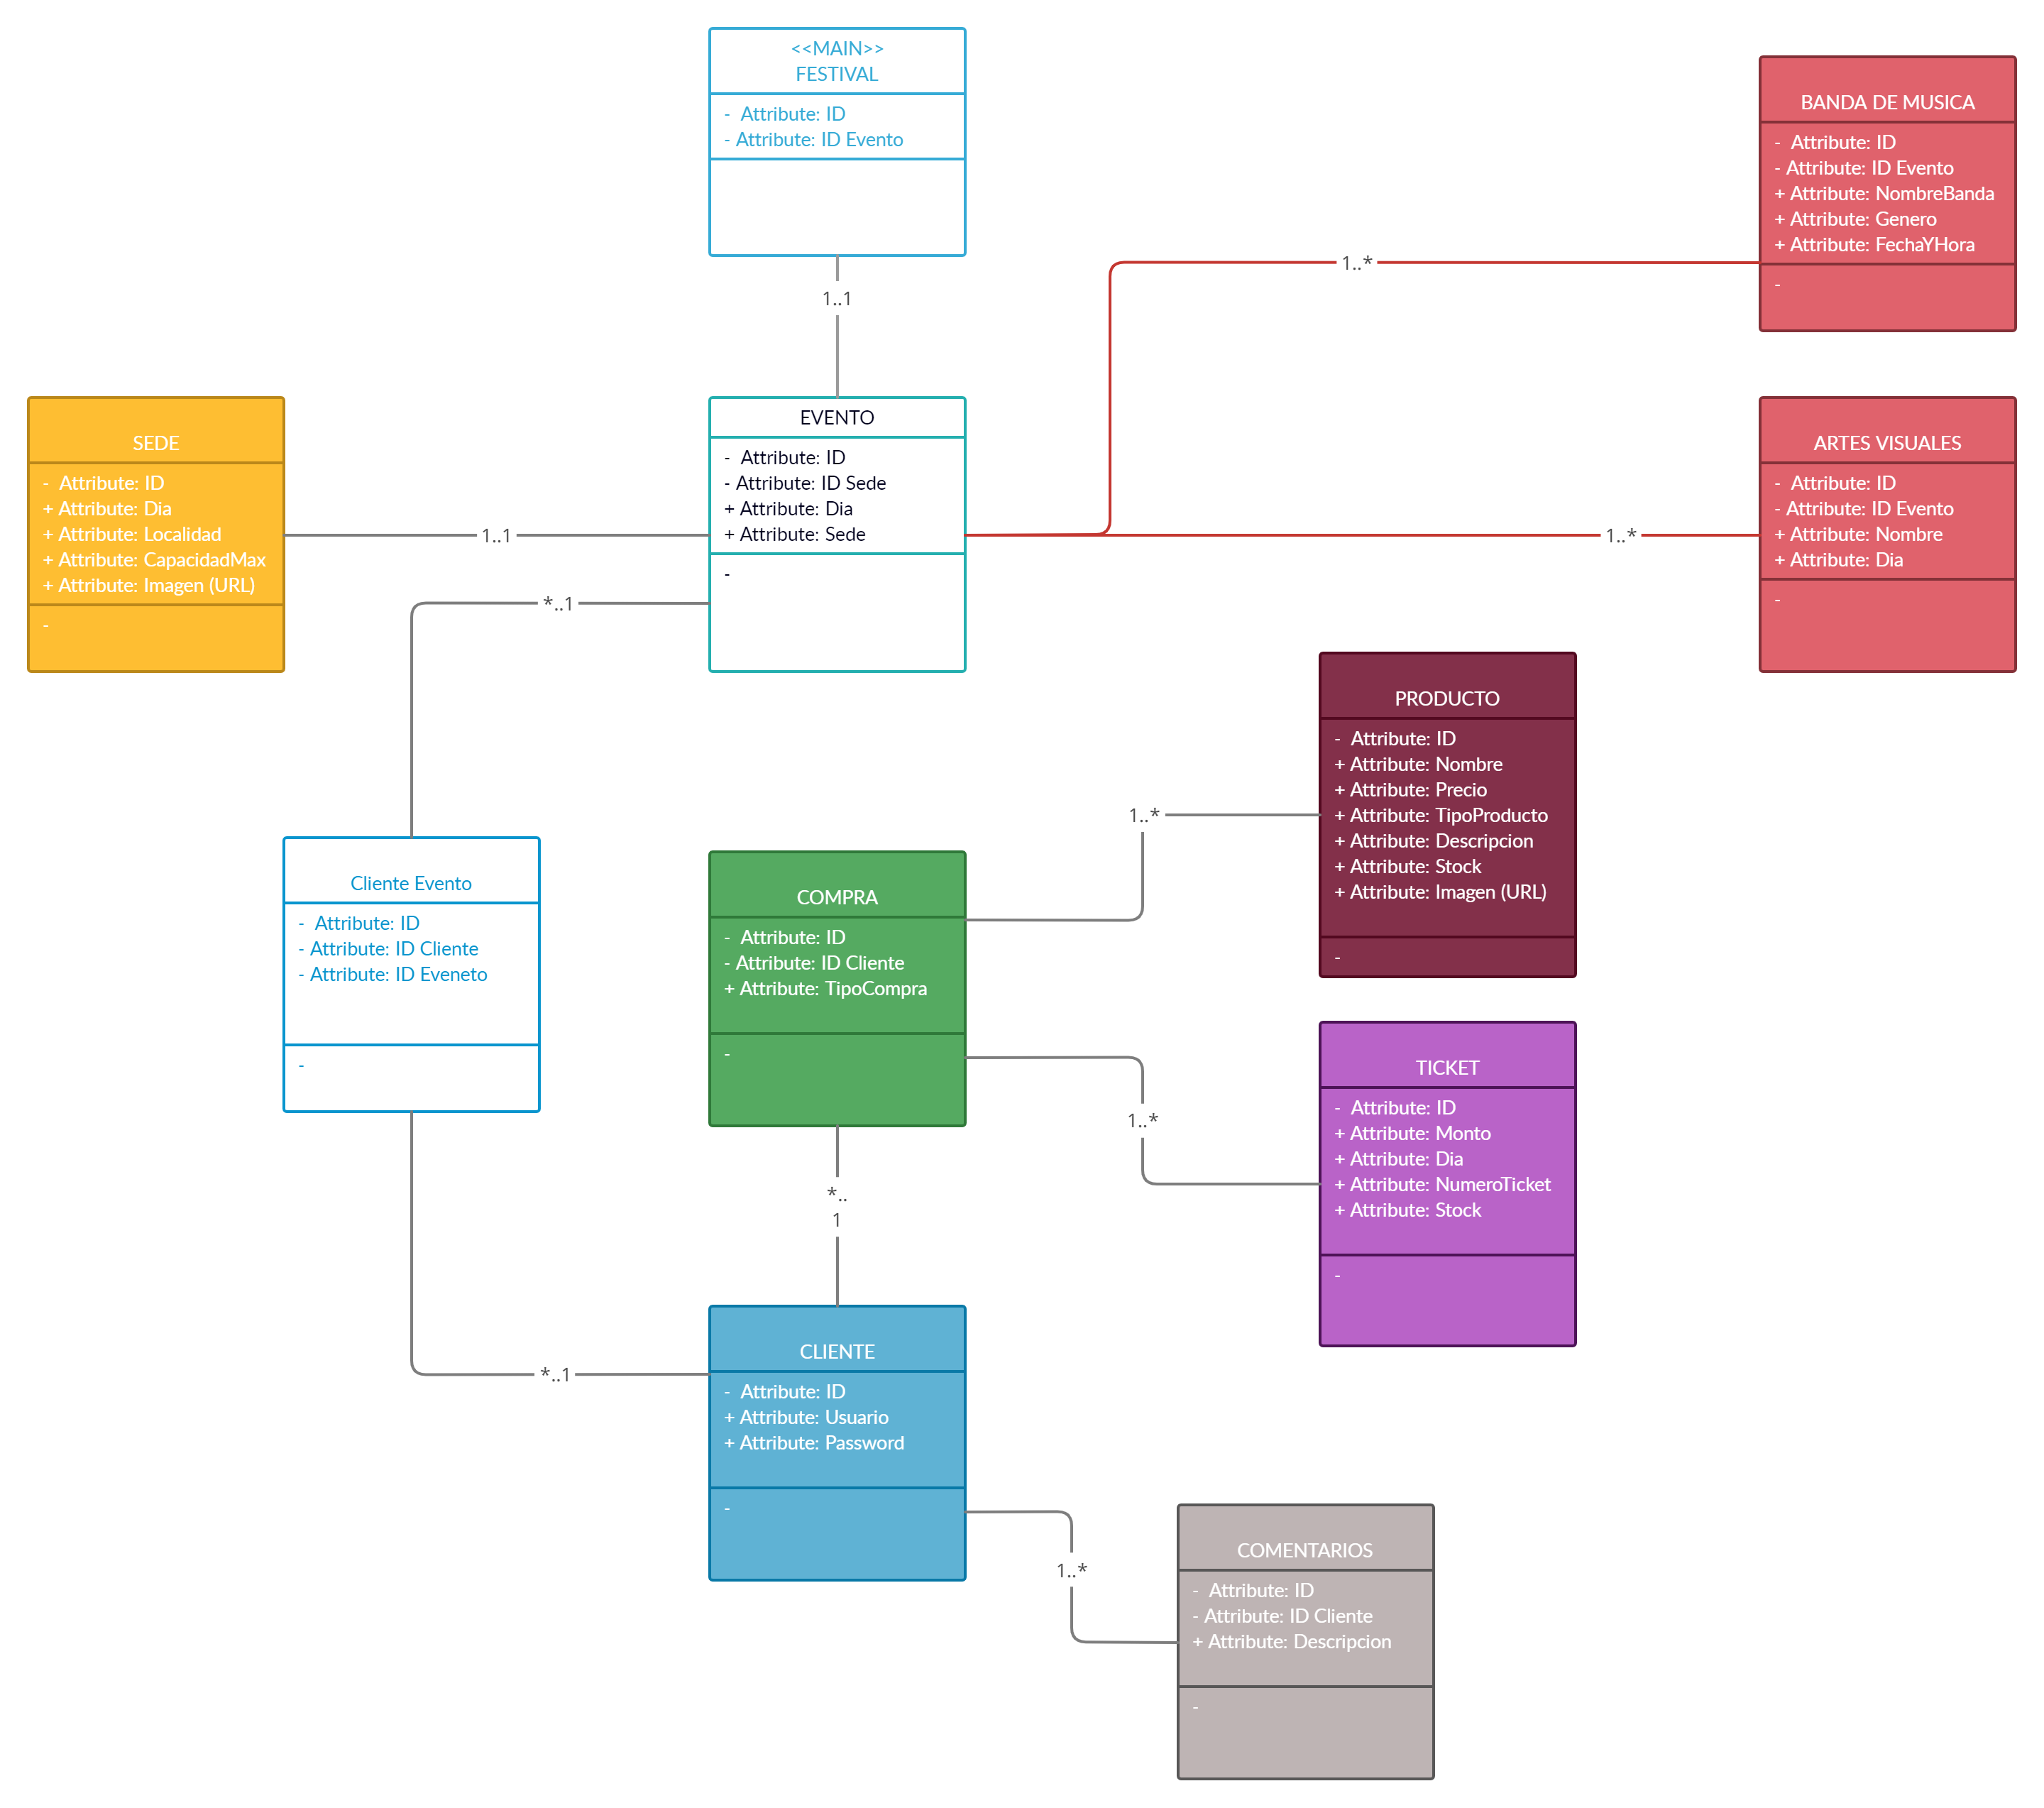 <<MAIN>>
FESTIVAL
-  Attribute: ID
- Attribute: ID Evento
1..1
BANDA DE MUSICA
-  Attribute: ID
- Attribute: ID Evento
+ Attribute: NombreBanda
+ Attribute: Genero
+ Attribute: FechaYHora
-
1..*
SEDE
-  Attribute: ID
+ Attribute: Dia
+ Attribute: Localidad
+ Attribute: CapacidadMax
+ Attribute: Imagen (URL)
-
1..1
EVENTO
-  Attribute: ID
- Attribute: ID Sede
+ Attribute: Dia
+ Attribute: Sede
-
1..*
ARTES VISUALES
-  Attribute: ID
- Attribute: ID Evento
+ Attribute: Nombre
+ Attribute: Dia
-
*..1
PRODUCTO
-  Attribute: ID
+ Attribute: Nombre
+ Attribute: Precio
+ Attribute: TipoProducto
+ Attribute: Descripcion
+ Attribute: Stock
+ Attribute: Imagen (URL)
-
1..*
Cliente Evento
-  Attribute: ID
- Attribute: ID Cliente
- Attribute: ID Eveneto
-
COMPRA
-  Attribute: ID
- Attribute: ID Cliente
+ Attribute: TipoCompra
-
1..*
TICKET
-  Attribute: ID
+ Attribute: Monto
+ Attribute: Dia
+ Attribute: NumeroTicket
+ Attribute: Stock
-
*..
1
*..1
CLIENTE
-  Attribute: ID
+ Attribute: Usuario
+ Attribute: Password
-
1..*
COMENTARIOS
-  Attribute: ID
- Attribute: ID Cliente
+ Attribute: Descripcion
-